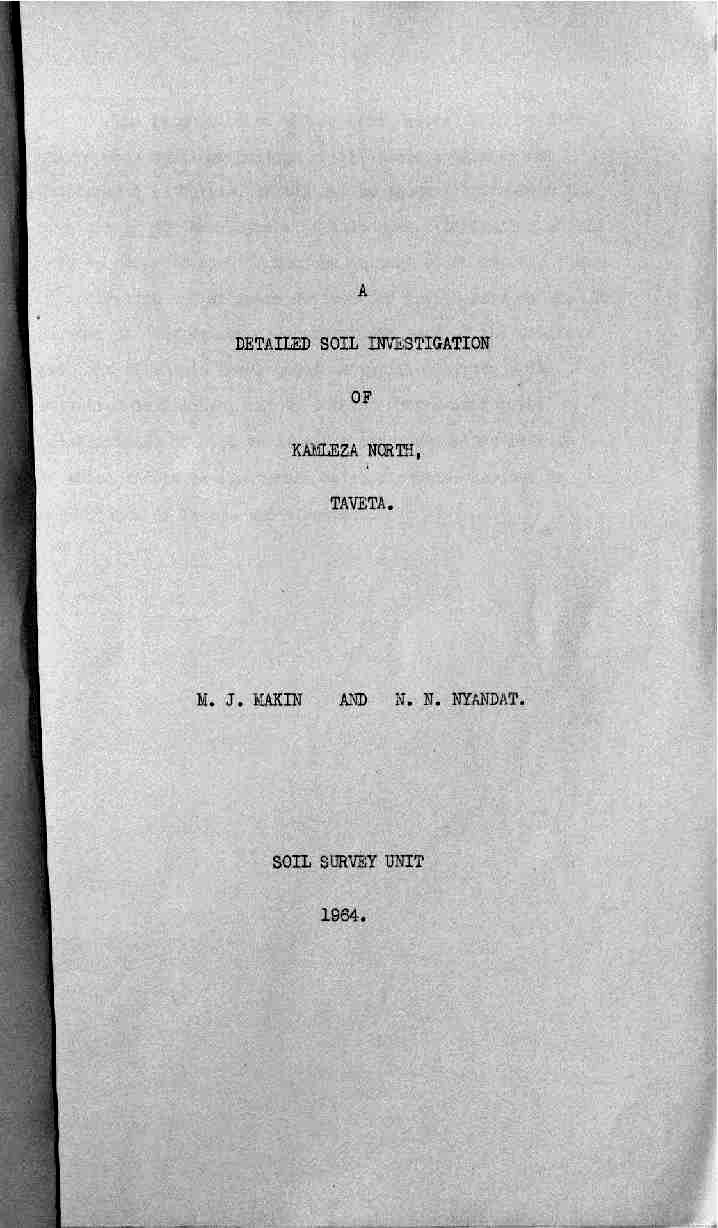 A
DETAILED SOIL INVESTIGATION
OF
KAMLEZA NORTH,
TAVETA.
M. J. MAKIN AND N. N. NYANDAT.
SOIL SURVEY UNIT
1964.